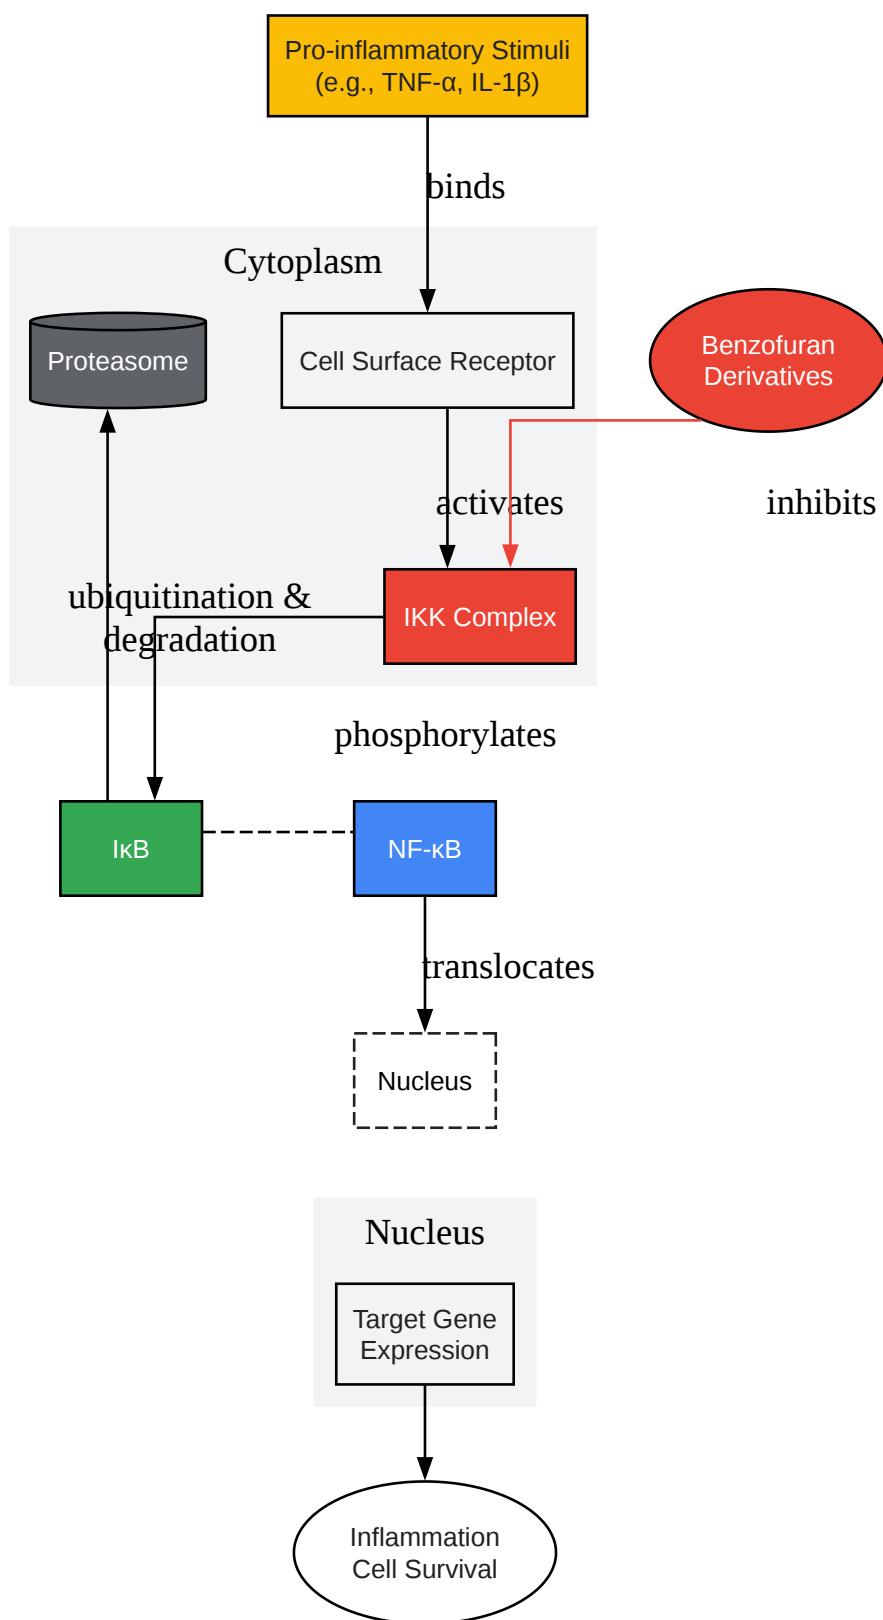 Pro-inflammatory Stimuli
(e.g., TNF-α, IL-1β)
binds
Cytoplasm
Proteasome
Cell Surface Receptor
Benzofuran
Derivatives
activates
inhibits
ubiquitination &
degradation
IKK Complex
phosphorylates
IκB
NF-κB
translocates
Nucleus
Nucleus
Target Gene
Expression
Inflammation
Cell Survival